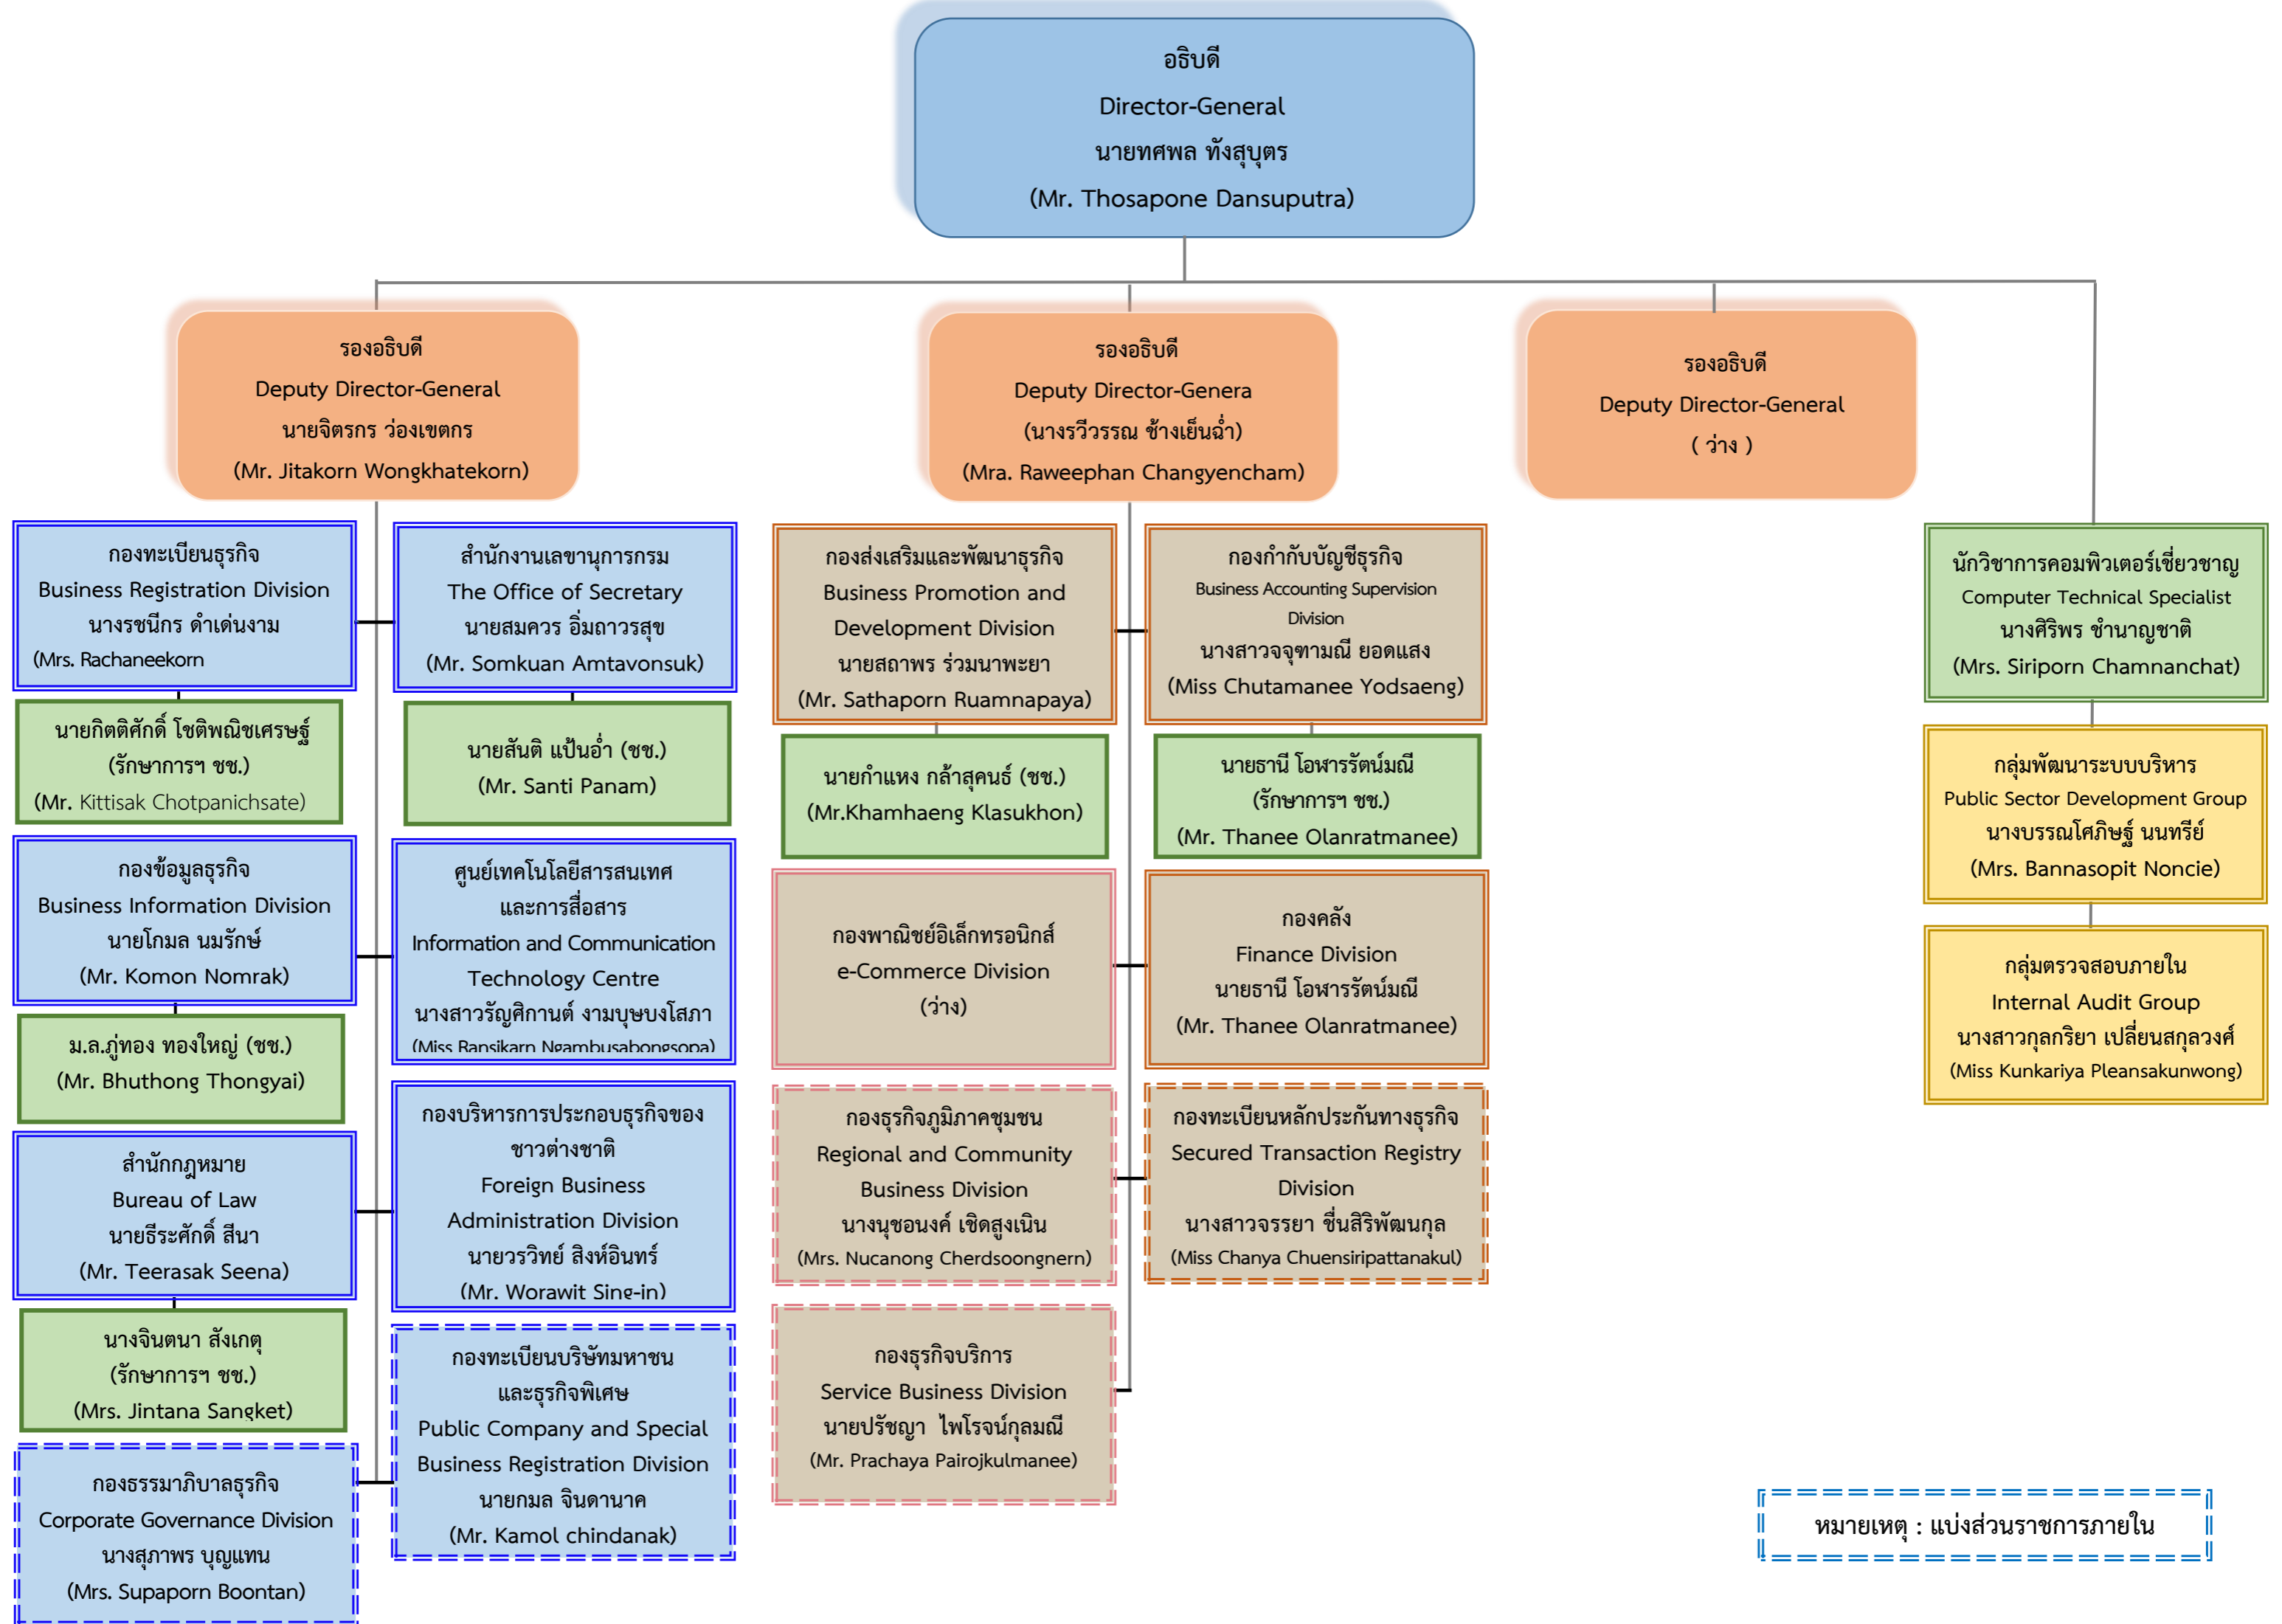 อธิบดี
Director-General
นายทศพล ทังสุบุตร
(Mr. Thosapone Dansuputra)
รองอธิบดี
Deputy Director-General
นายจิตรกร ว่องเขตกร
(Mr. Jitakorn Wongkhatekorn)
รองอธิบดี
Deputy Director-Genera
(นางรวีวรรณ ช้างเย็นฉ่ำ)
(Mra. Raweephan Changyencham)
รองอธิบดี
Deputy Director-General
( ว่าง )
กองทะเบียนธุรกิจ
Business Registration Division
นางรชนีกร ดำเด่นงาม
(Mrs. Rachaneekorn
นายกิตติศักดิ์ โชติพณิชเศรษฐ์
(รักษาการฯ ชช.)
(Mr. Kittisak Chotpanichsate)
กองข้อมูลธุรกิจ
Business Information Division
นายโกมล นมรักษ์
(Mr. Komon Nomrak)
ม.ล.ภู่ทอง ทองใหญ่ (ชช.)
(Mr. Bhuthong Thongyai)
สำนักกฎหมาย
Bureau of Law
นายธีระศักดิ์ สีนา
(Mr. Teerasak Seena)
นางจินตนา สังเกตุ
(รักษาการฯ ชช.)
(Mrs. Jintana Sangket)
กองธรรมาภิบาลธุรกิจ
Corporate Governance Division
นางสุภาพร บุญแทน
(Mrs. Supaporn Boontan)
สำนักงานเลขานุการกรม
The Office of Secretary
นายสมควร อิ่มถาวรสุข
(Mr. Somkuan Amtavonsuk)
นายสันติ แป้นอ่ำ (ชช.)
(Mr. Santi Panam)
ศูนย์เทคโนโลยีสารสนเทศ
และการสื่อสาร
Information and Communication
Technology Centre
นางสาวรัญศิกานต์ งามบุษบงโสภา
(Miss Ransikarn Ngambusabongsopa)
กองบริหารการประกอบธุรกิจของ
ชาวต่างชาติ
Foreign Business
Administration Division
นายวรวิทย์ สิงห์อินทร์
(Mr. Worawit Sing-in)
กองทะเบียนบริษัทมหาชน
และธุรกิจพิเศษ
Public Company and Special
Business Registration Division
นายกมล จินดานาค
(Mr. Kamol chindanak)
กองส่งเสริมและพัฒนาธุรกิจ
Business Promotion and
Development Division
นายสถาพร ร่วมนาพะยา
(Mr. Sathaporn Ruamnapaya)
นายกำแหง กล้าสุคนธ์ (ชช.)
(Mr.Khamhaeng Klasukhon)
กองพาณิชย์อิเล็กทรอนิกส์
e-Commerce Division
(ว่าง)
กองธุรกิจภูมิภาคชุมชน
Regional and Community
Business Division
นางนุชอนงค์ เชิดสูงเนิน
(Mrs. Nucanong Cherdsoongnern)
กองธุรกิจบริการ
Service Business Division
นายปรัชญา ไพโรจน์กุลมณี
(Mr. Prachaya Pairojkulmanee)
กองกำกับบัญชีธุรกิจ
Business Accounting Supervision
Division
นางสาวจจุฑามณี ยอดแสง
(Miss Chutamanee Yodsaeng)
นายธานี โอฬารรัตน์มณี
(รักษาการฯ ชช.)
(Mr. Thanee Olanratmanee)
กองคลัง
Finance Division
นายธานี โอฬารรัตน์มณี
(Mr. Thanee Olanratmanee)
กองทะเบียนหลักประกันทางธุรกิจ
Secured Transaction Registry
Division
นางสาวจรรยา ชื่นสิริพัฒนกุล
(Miss Chanya Chuensiripattanakul)
นักวิชาการคอมพิวเตอร์เชี่ยวชาญ
Computer Technical Specialist
นางศิริพร ชำนาญชาติ
(Mrs. Siriporn Chamnanchat)
กลุ่มพัฒนาระบบบริหาร
Public Sector Development Group
นางบรรณโศภิษฐ์ นนทรีย์
(Mrs. Bannasopit Noncie)
กลุ่มตรวจสอบภายใน
Internal Audit Group
นางสาวกุลกริยา เปลี่ยนสกุลวงศ์
(Miss Kunkariya Pleansakunwong)
หมายเหตุ : แบ่งส่วนราชการภายใน